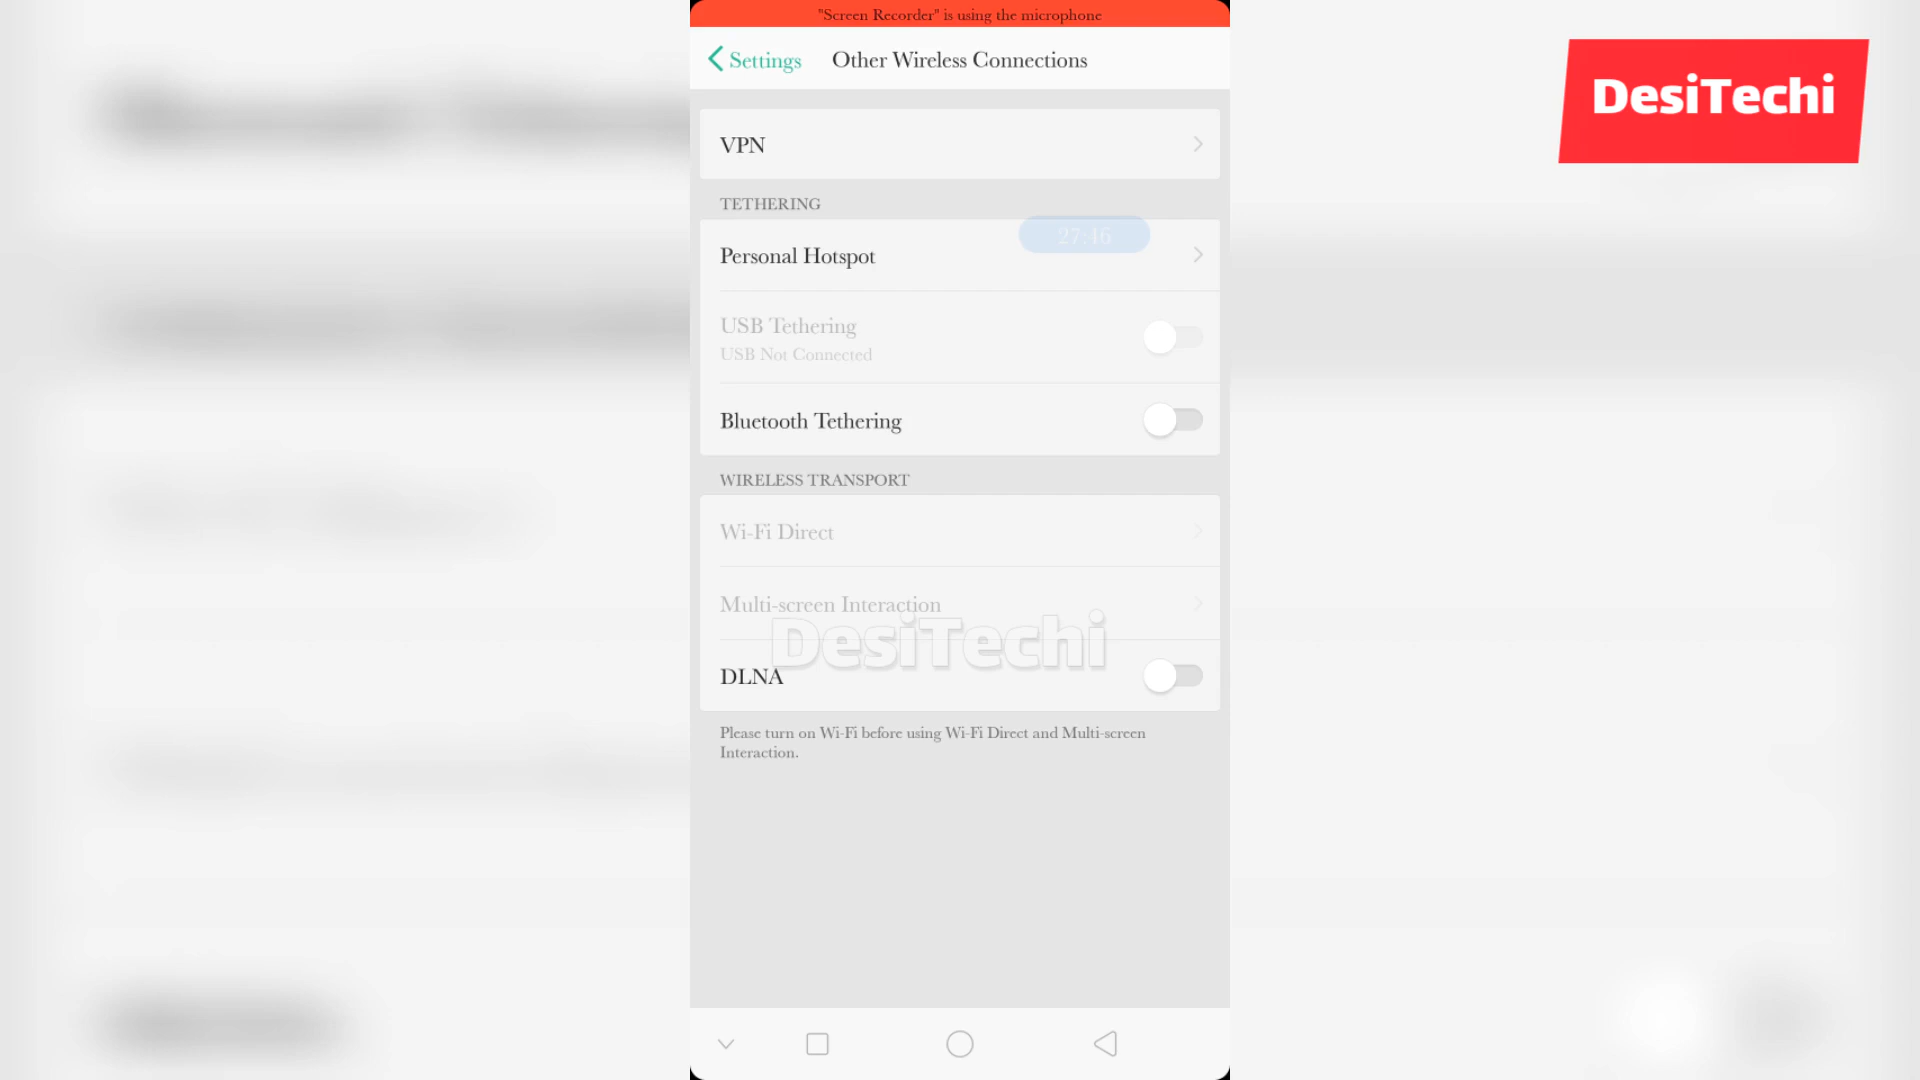 "Screen Recorder" is using the microphone
Settings
Other Wireless Connections
DesiTechi
VPN
TETHERING
27:46
Personal Hotspot
USB Tethering
USB Not Connected
Bluetooth Tethering
WIRELESS TRANSPORT
Wi-Fi Direct
Multi-screen Interaction
DesiTechi
DLNA
Please turn on Wi-Fi before using Wi-Fi Direct and Multi-screen
Interaction.